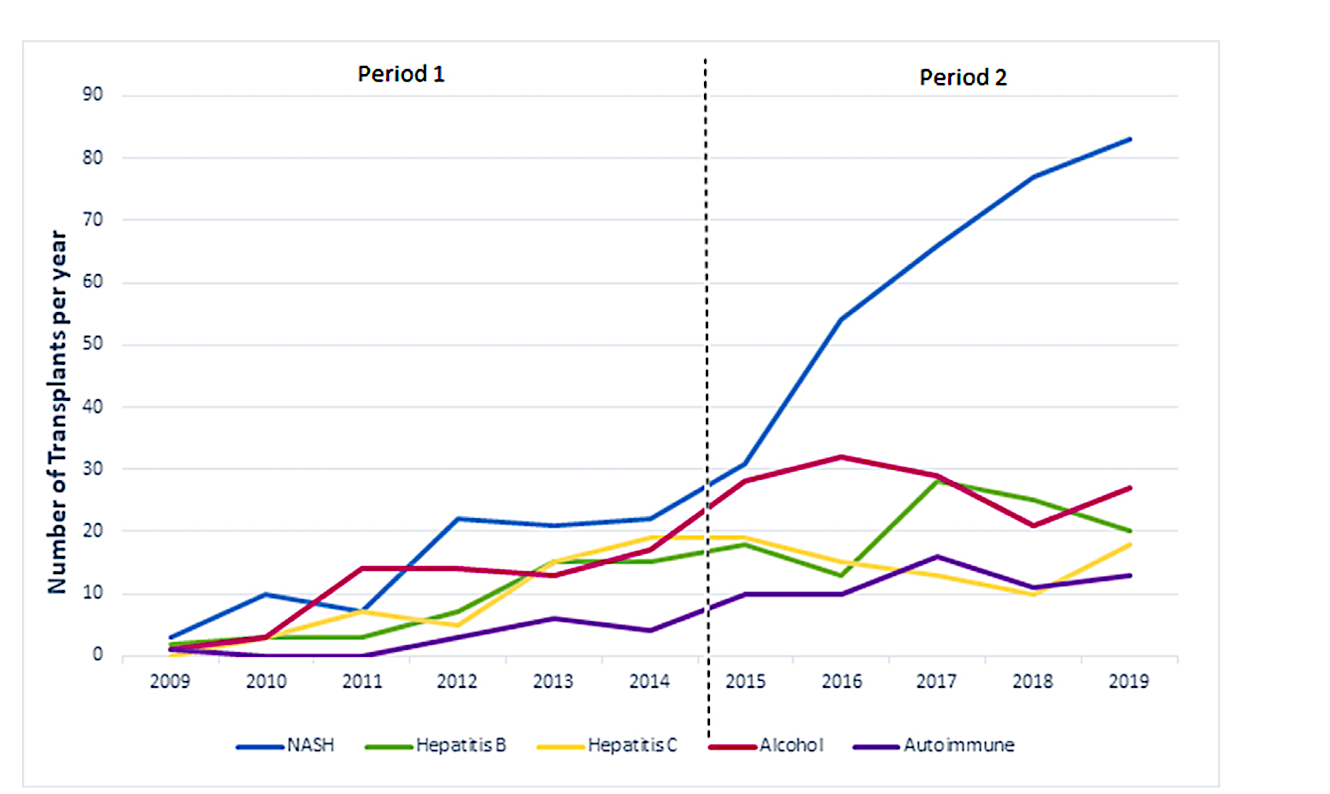 Period 1
Period 2
90
80
70
60
50
40
30
20
10
0
Number of Transplants per year
2009 2010 2011 2012 2013 2014 2015 2016 2017 2018 2019
NASH Hepatitis B Hepatitis C Alcohol Autoimmune